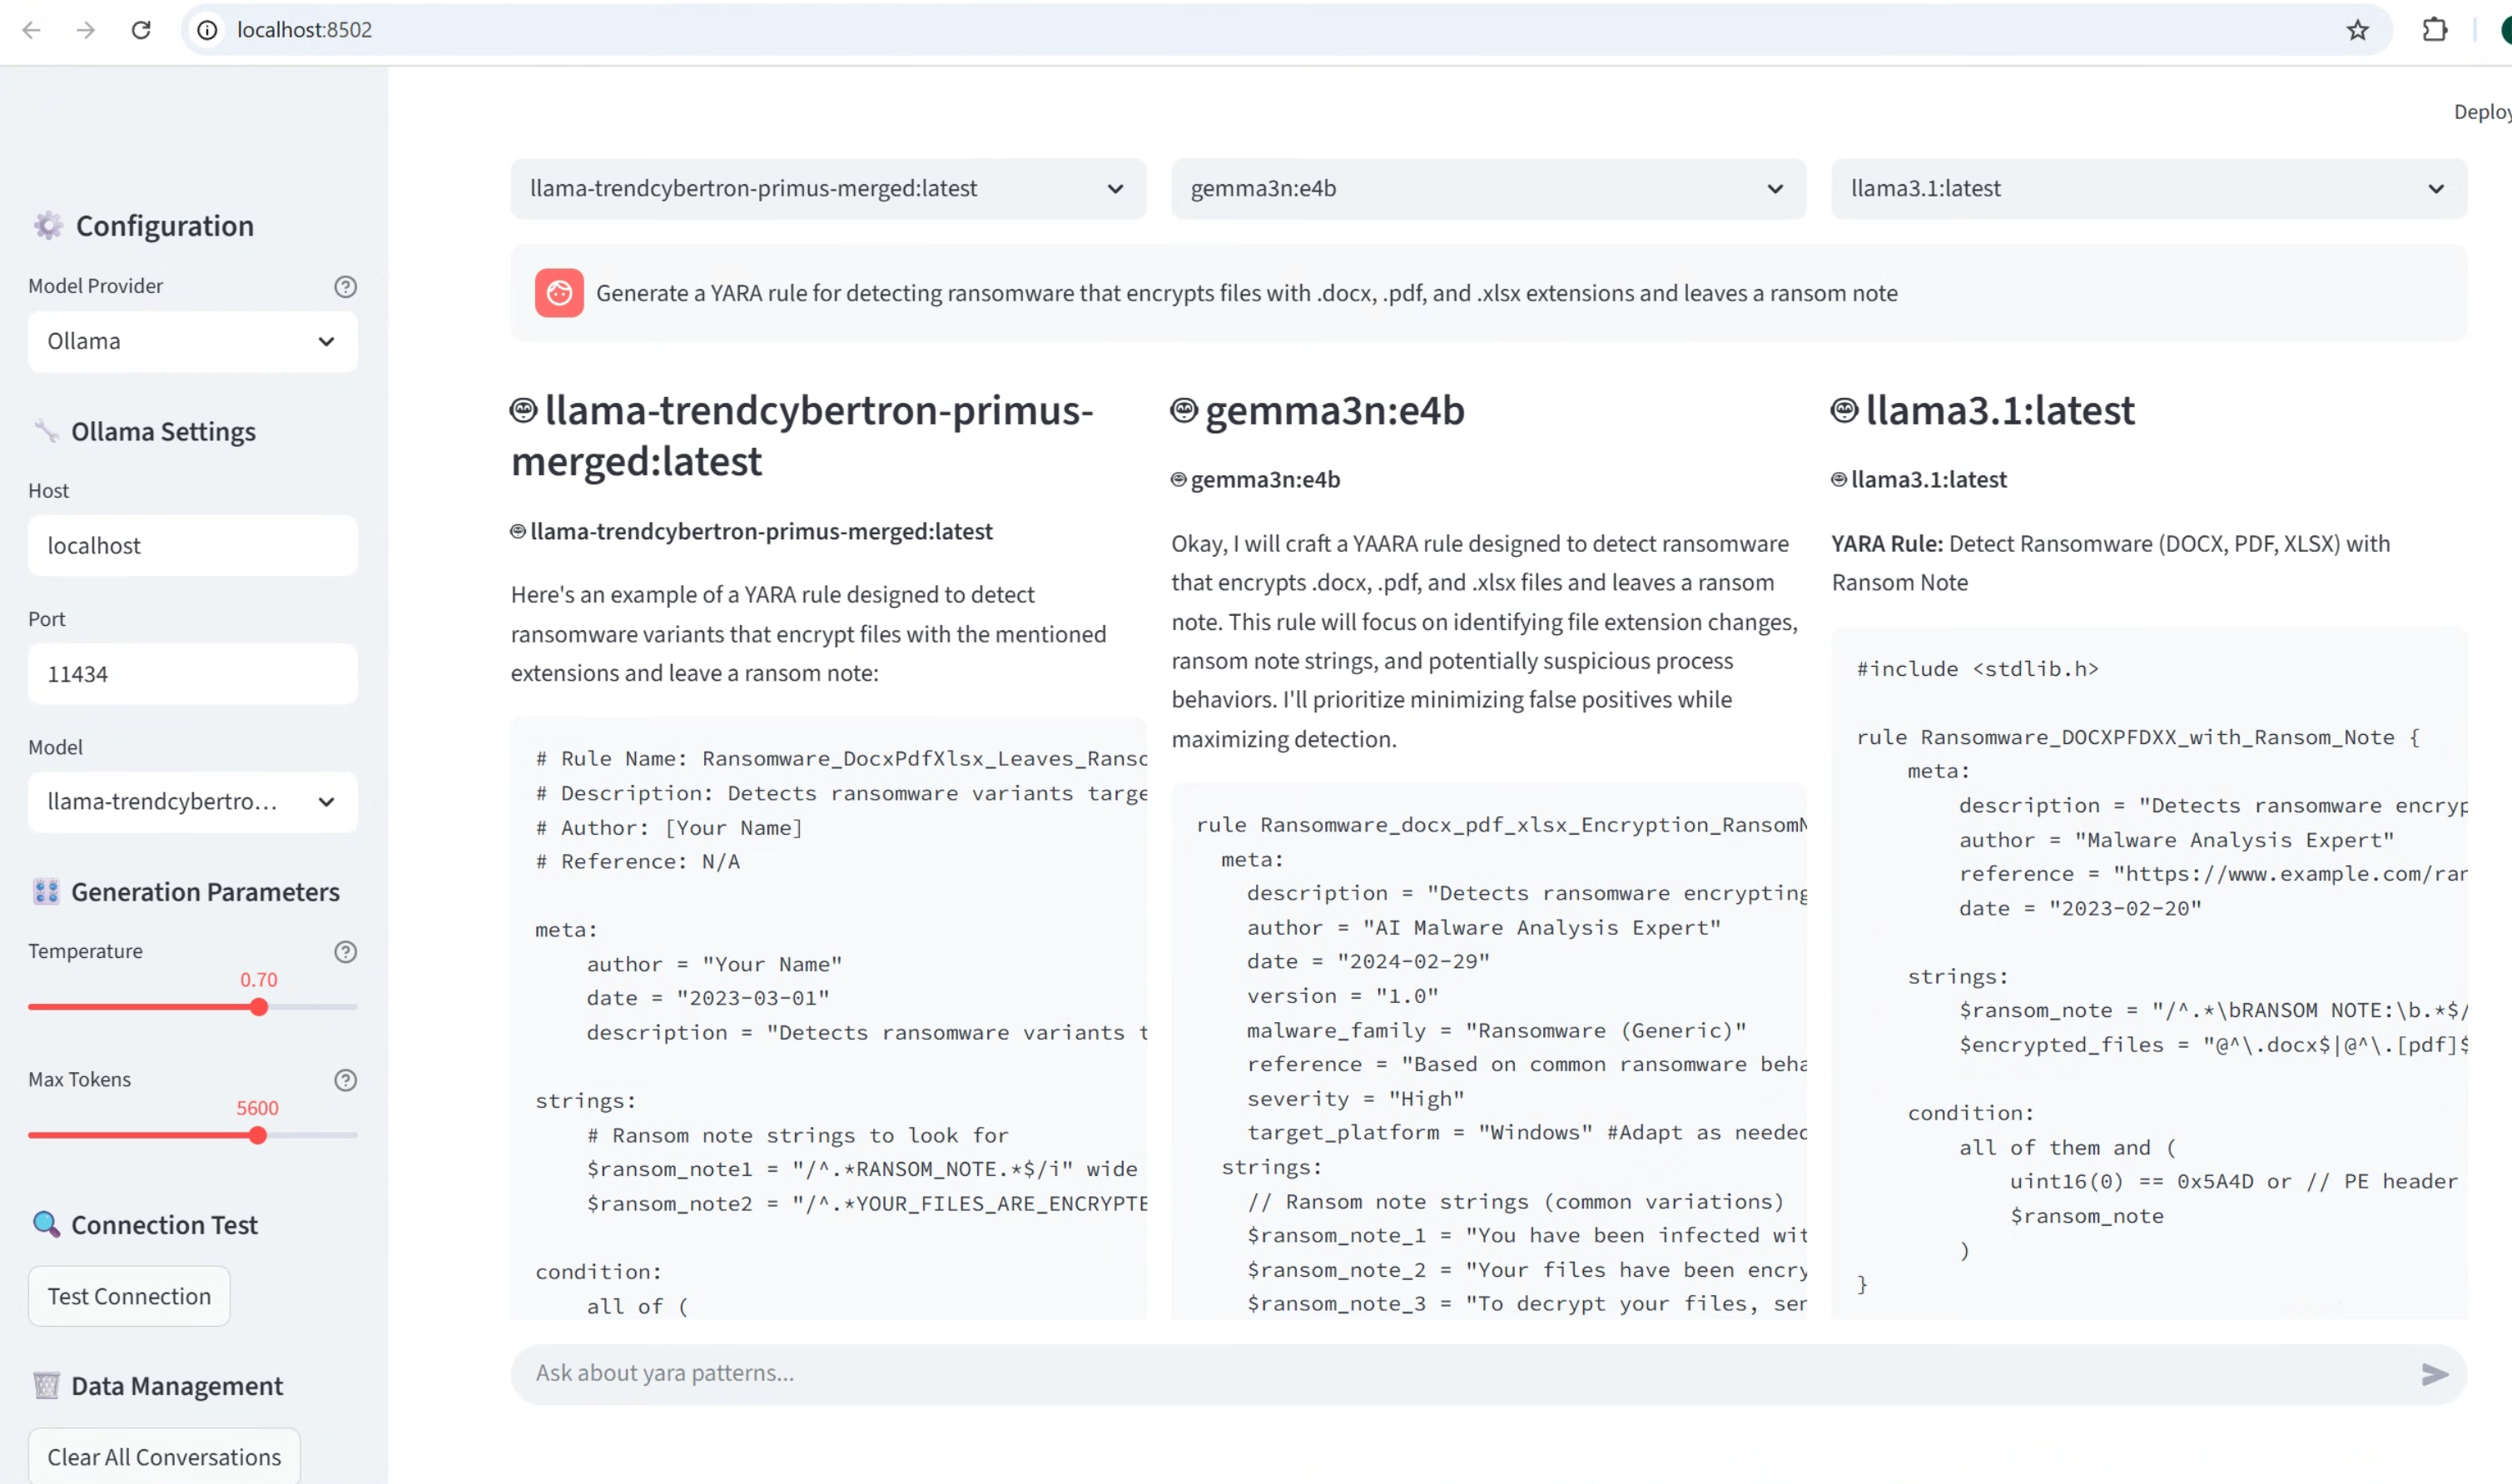 localhost:8502
Deploy
Configuration
Model Provider
Ollama
Ollama Settings
Host
localhost
Port
11434
Model
llama-trendcybertro...
Generation Parameters
Temperature
0.70
Max Tokens
5600
Connection Test
Test Connection
Data Management
Clear All Conversations
llama-trendcybertron-primus-merged:latest
gemma3n:e4b
llama3.1:latest
Generate a YARA rule for detecting ransomware that encrypts files with .docx, .pdf, and .xlsx extensions and leaves a ransom note
llama-trendcybertron-primus-
merged:latest
llama-trendcybertron-primus-merged:latest
Here's an example of a YARA rule designed to detect
ransomware variants that encrypt files with the mentioned
extensions and leave a ransom note:
# Rule Name: Ransomware_DocxPdfXlsx_Leaves_Ranso
# Description: Detects ransomware variants targe
# Author: [Your Name]
# Reference: N/A
meta:
author = "Your Name"
date = "2023-03-01"
description = "Detects ransomware variants t
strings:
# Ransom note strings to look for
$ransom_note1 = "/^.*RANSOM_NOTE.*$/i" wide
$ransom_note2 = "/^.*YOUR_FILES_ARE_ENCRYPTE
condition:
all of (
gemma3n:e4b
gemma3n:e4b
Okay, I will craft a YAARA rule designed to detect ransomware
that encrypts .docx, .pdf, and .xlsx files and leaves a ransom
note. This rule will focus on identifying file extension changes,
ransom note strings, and potentially suspicious process
behaviors. I'll prioritize minimizing false positives while
maximizing detection.
rule Ransomware_docx_pdf_xlsx_Encryption_RansomN
meta:
description = "Detects ransomware encrypting
author = "AI Malware Analysis Expert"
date = "2024-02-29"
version = "1.0"
malware_family = "Ransomware (Generic)"
reference = "Based on common ransomware beha
severity = "High"
target_platform = "Windows" #Adapt as needed
strings:
// Ransom note strings (common variations)
$ransom_note_1 = "You have been infected wit
$ransom_note_2 = "Your files have been encry
$ransom_note_3 = "To decrypt your files, sen
llama3.1:latest
llama3.1:latest
YARA Rule: Detect Ransomware (DOCX, PDF, XLSX) with
Ransom Note
#include <stdlib.h>
rule Ransomware_DOCXPFDXX_with_Ransom_Note {
meta:
description = "Detects ransomware encryp
author = "Malware Analysis Expert"
reference = "https://www.example.com/ran
date = "2023-02-20"
strings:
$ransom_note = "/^.*\bRANSOM NOTE:\b.*$/
$encrypted_files = "@^\.docx$|@^\.[pdf]$
condition:
all of them and (
uint16(0) == 0x5A4D or // PE header
$ransom_note
)
}
Ask about yara patterns...